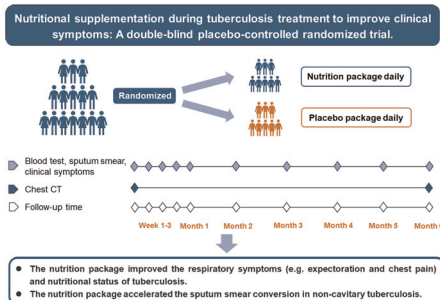 Nutritional supplementation during tuberculosis treatment to improve clinical
symptoms: A double-blind placebo-controlled randomized trial.
Randomized
Nutrition package daily
Placebo package daily
Blood test, sputum smear,
clinical symptoms
Chest CT
Follow-up time
Week 1-3 Month 1 Month 2 Month 3 Month 4 Month 5 Month
● The nutrition package improved the respiratory symptoms (e.g. expectoration and chest pain)
and nutritional status of tuberculosis.
● The nutrition package accelerated the sputum smear conversion in non-cavitary tuberculosis.